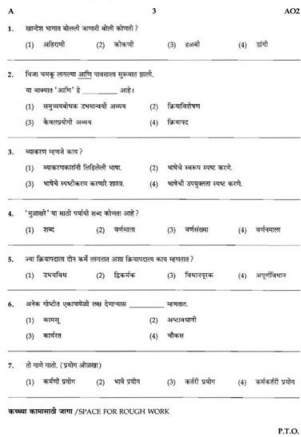 A 3 AO2
1. खान्देश भागात बोलली जाणारी बोली कोणती ?
(1) अहिराणी (2) कोकणी (3) हळबी (4) डांगी
2. विजा चमकू लागल्या आणि पावसाला सुरूवात झाली.
या वाक्यात 'आणि' हे ________ आहे.
(1) समुच्चयबोधक उभयान्वयी अव्यय (2) क्रियाविशेषण
(3) केवलप्रयोगी अव्यय (4) क्रियापद
3. व्याकरण म्हणजे काय ?
(1) व्याकरणकारांनी लिहिलेली भाषा. (2) भाषेचे स्वरूप स्पष्ट करणे.
(3) भाषेचे स्पष्टीकरण करणारे शास्त्र. (4) भाषेची उपयुक्तता स्पष्ट करणे.
4. 'मुळाक्षरे' या साठी पर्यायी शब्द कोणता आहे ?
(1) शब्द (2) वर्णमाला (3) वर्णसंख्या (4) वर्णनमाला
5. ज्या क्रियापदाला दोन कर्मे लागतात अशा क्रियापदाला काय म्हणतात ?
(1) उभयविध (2) द्विकर्मक (3) विधानपूरक (4) अपूर्णविधान
6. अनेक गोष्टीत एकाचवेळी लक्ष देणाऱ्यास ________ म्हणतात.
(1) कामसू (2) अष्टावधानी
(3) कार्यरत (4) चौकस
7. तो गाणे गातो. (प्रयोग ओळखा)
(1) कर्मणी प्रयोग (2) भावे प्रयोग (3) कर्तरी प्रयोग (4) कर्मकर्तरी प्रयोग
कच्च्या कामासाठी जागा /SPACE FOR ROUGH WORK
P.T.O.